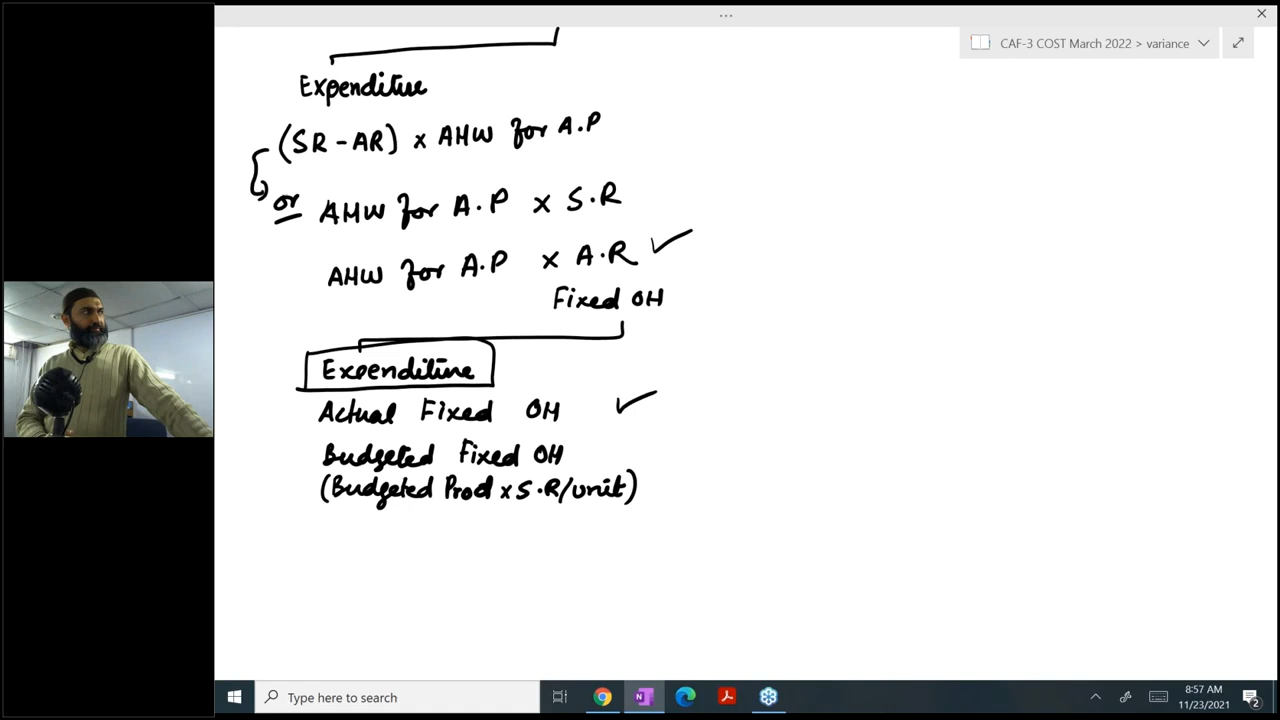 CAF-3 COST March 2022 > variance
Expenditure
(SR - AR) x AHW for A.P
or AHW for A.P x S.R
AHW for A.P x A.R ✓
Fixed OH
Expenditure
Actual Fixed OH ✓
Budgeted Fixed OH
(Budgeted Prod x S.R/unit)
Type here to search
8:57 AM
11/23/2021
2